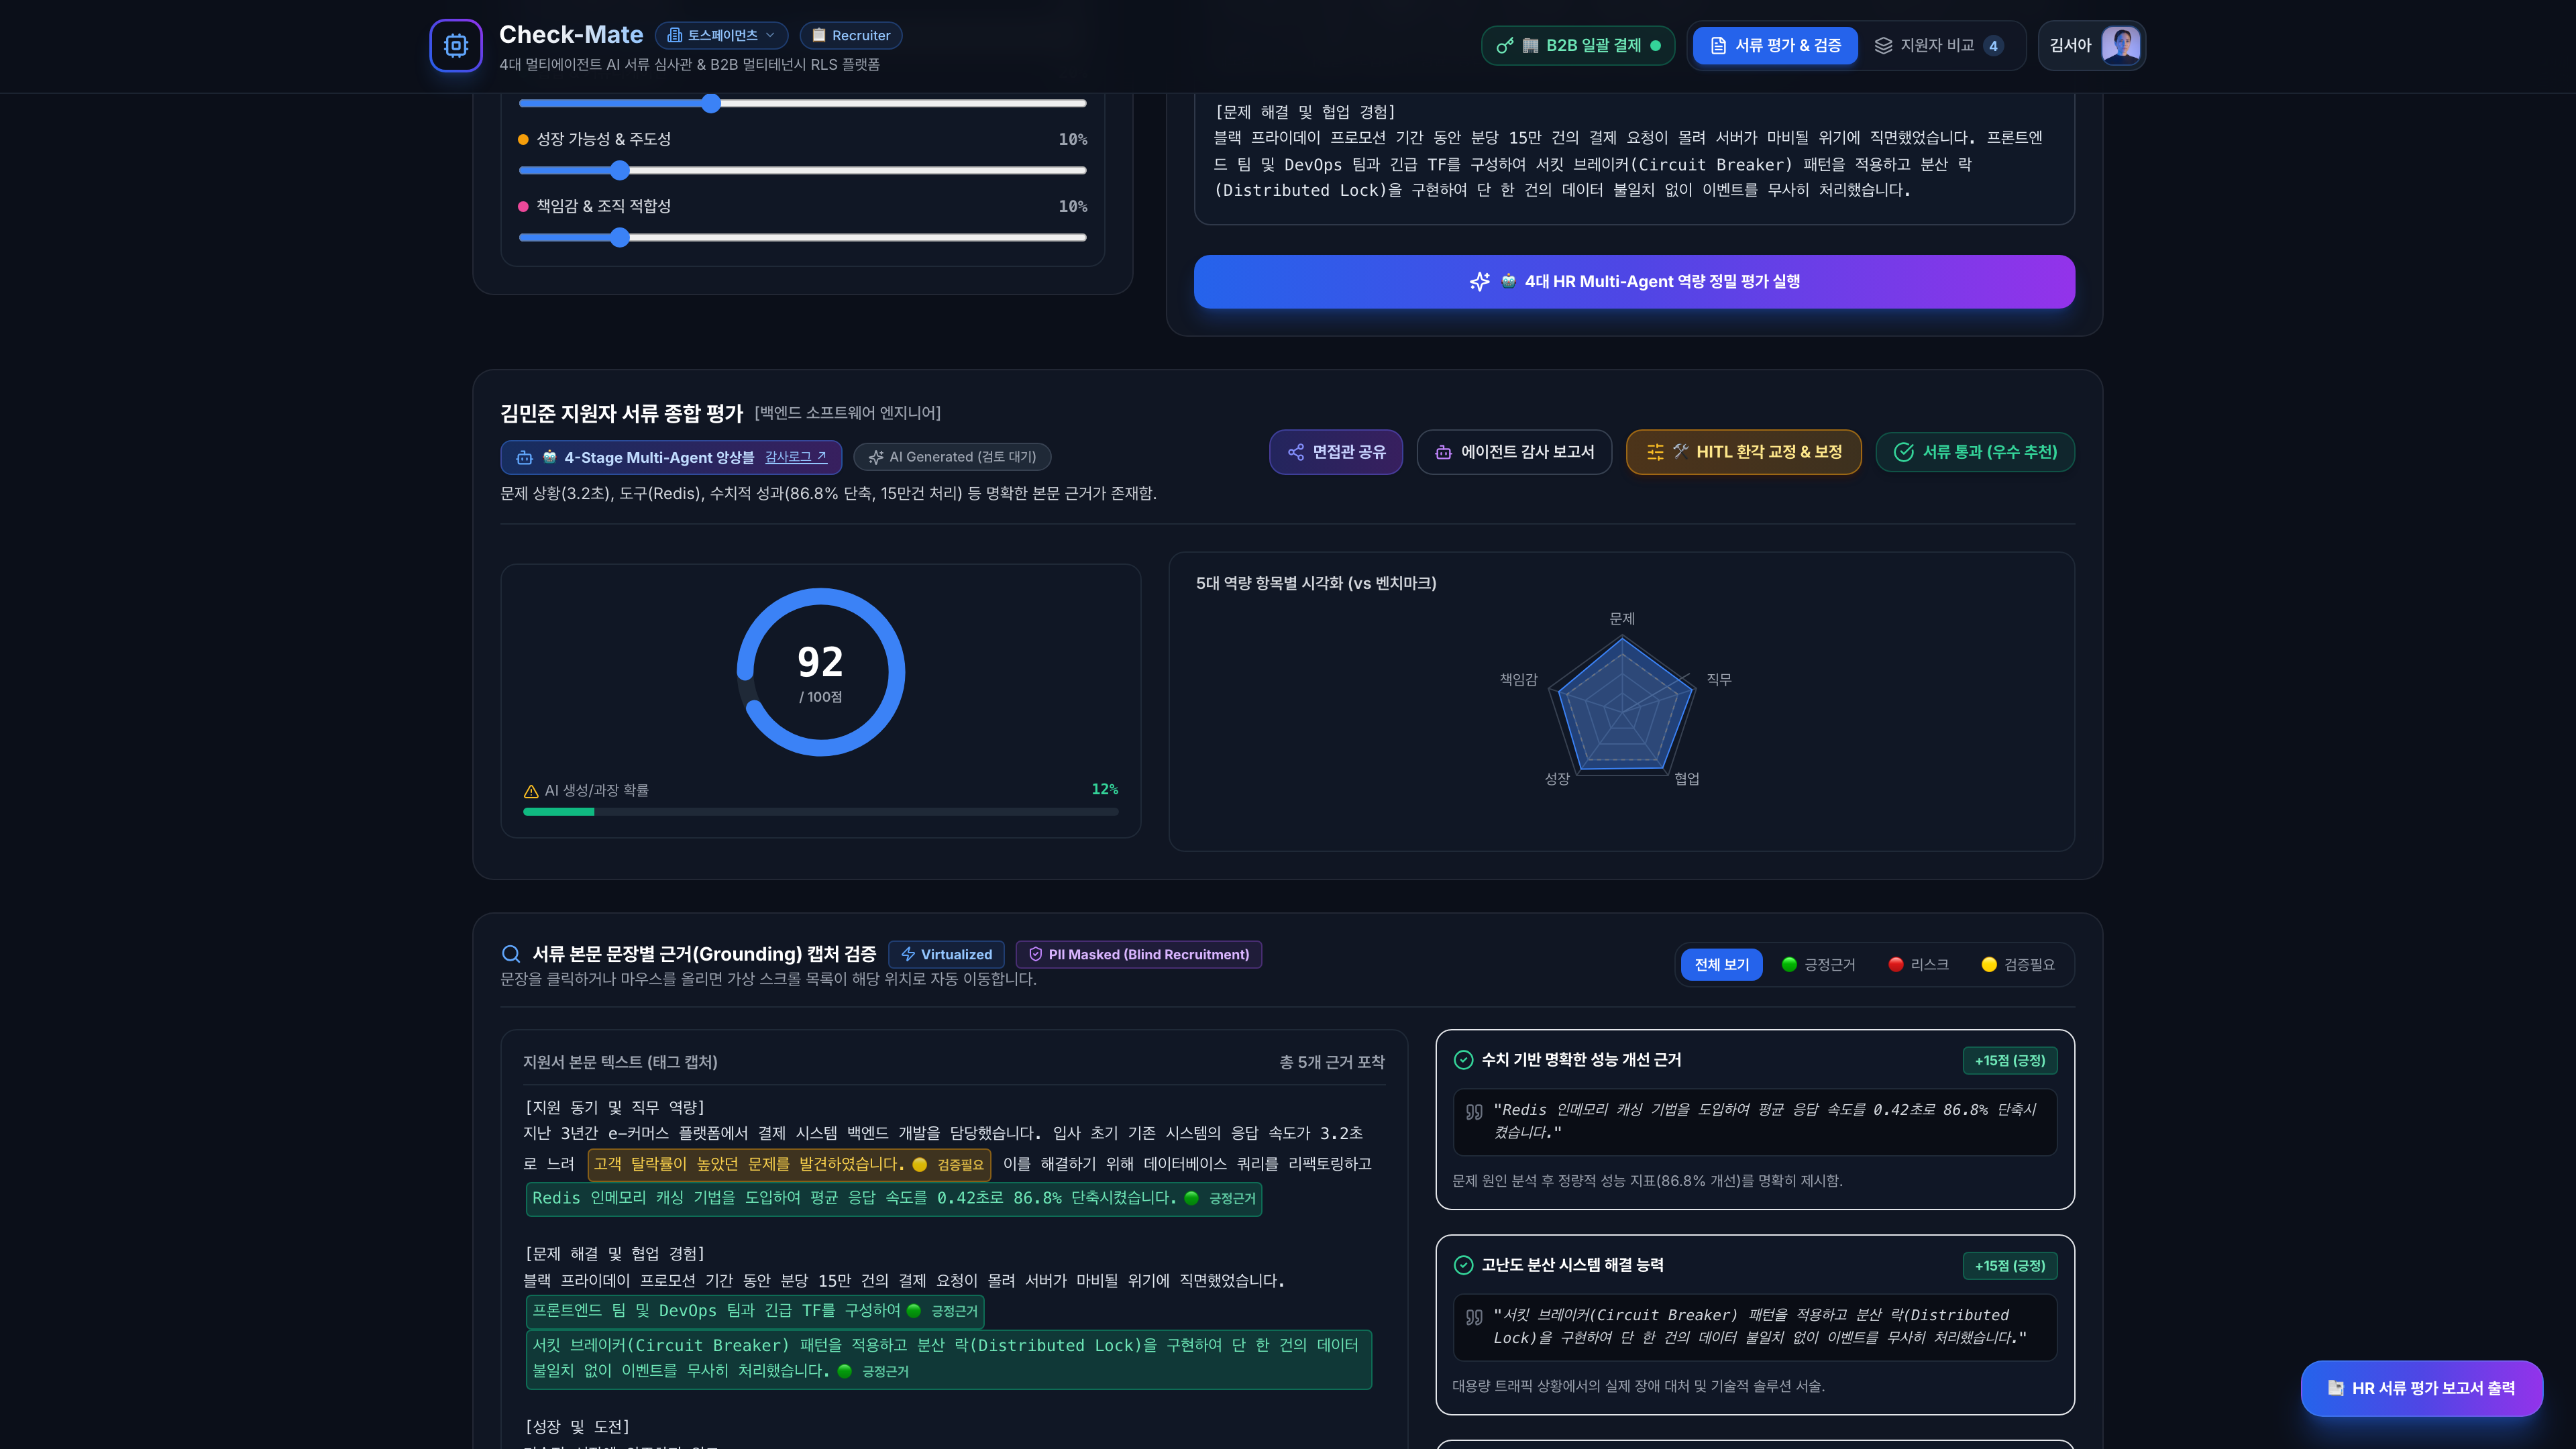 Check-Mate
토스페이먼츠
📋 Recruiter
4대 멀티에이전트 AI 서류 심사관 & B2B 멀티테넌시 RLS 플랫폼
B2B 일괄 결제
서류 평가 & 검증
지원자 비교 4
김서아
성장 가능성 & 주도성 10%
책임감 & 조직 적합성 10%
[문제 해결 및 협업 경험]
블랙 프라이데이 프로모션 기간 동안 분당 15만 건의 결제 요청이 몰려 서버가 마비될 위기에 직면했었습니다. 프론트엔
드 팀 및 DevOps 팀과 긴급 TF를 구성하여 서킷 브레이커(Circuit Breaker) 패턴을 적용하고 분산 락
(Distributed Lock)을 구현하여 단 한 건의 데이터 불일치 없이 이벤트를 무사히 처리했습니다.
🤖 4대 HR Multi-Agent 역량 정밀 평가 실행
김민준 지원자 서류 종합 평가 [백엔드 소프트웨어 엔지니어]
🤖 4-Stage Multi-Agent 앙상블 감사로그 ↗
AI Generated (검토 대기)
문제 상황(3.2초), 도구(Redis), 수치적 성과(86.8% 단축, 15만건 처리) 등 명확한 본문 근거가 존재함.
면접관 공유
에이전트 감사 보고서
🛠 HITL 환각 교정 & 보정
서류 통과 (우수 추천)
92
/ 100점
AI 생성/과장 확률 12%
5대 역량 항목별 시각화 (vs 벤치마크)
문제
책임감
직무
성장
협업
서류 본문 문장별 근거(Grounding) 캡처 검증
Virtualized
PII Masked (Blind Recruitment)
문장을 클릭하거나 마우스를 올리면 가상 스크롤 목록이 해당 위치로 자동 이동합니다.
전체 보기
🟢 긍정근거
🔴 리스크
🟡 검증필요
지원서 본문 텍스트 (태그 캡처) 총 5개 근거 포착
[지원 동기 및 직무 역량]
지난 3년간 e-커머스 플랫폼에서 결제 시스템 백엔드 개발을 담당했습니다. 입사 초기 기존 시스템의 응답 속도가 3.2초
로 느려 고객 탈락률이 높았던 문제를 발견하였습니다. 🟡 검증필요 이를 해결하기 위해 데이터베이스 쿼리를 리팩토링하고
Redis 인메모리 캐싱 기법을 도입하여 평균 응답 속도를 0.42초로 86.8% 단축시켰습니다. 🟢 긍정근거
[문제 해결 및 협업 경험]
블랙 프라이데이 프로모션 기간 동안 분당 15만 건의 결제 요청이 몰려 서버가 마비될 위기에 직면했었습니다.
프론트엔드 팀 및 DevOps 팀과 긴급 TF를 구성하여 🟢 긍정근거
서킷 브레이커(Circuit Breaker) 패턴을 적용하고 분산 락(Distributed Lock)을 구현하여 단 한 건의 데이터
불일치 없이 이벤트를 무사히 처리했습니다. 🟢 긍정근거
[성장 및 도전]
수치 기반 명확한 성능 개선 근거 +15점 (긍정)
"Redis 인메모리 캐싱 기법을 도입하여 평균 응답 속도를 0.42초로 86.8% 단축시
켰습니다."
문제 원인 분석 후 정량적 성능 지표(86.8% 개선)를 명확히 제시함.
고난도 분산 시스템 해결 능력 +15점 (긍정)
"서킷 브레이커(Circuit Breaker) 패턴을 적용하고 분산 락(Distributed
Lock)을 구현하여 단 한 건의 데이터 불일치 없이 이벤트를 무사히 처리했습니다."
대용량 트래픽 상황에서의 실제 장애 대처 및 기술적 솔루션 서술.
HR 서류 평가 보고서 출력